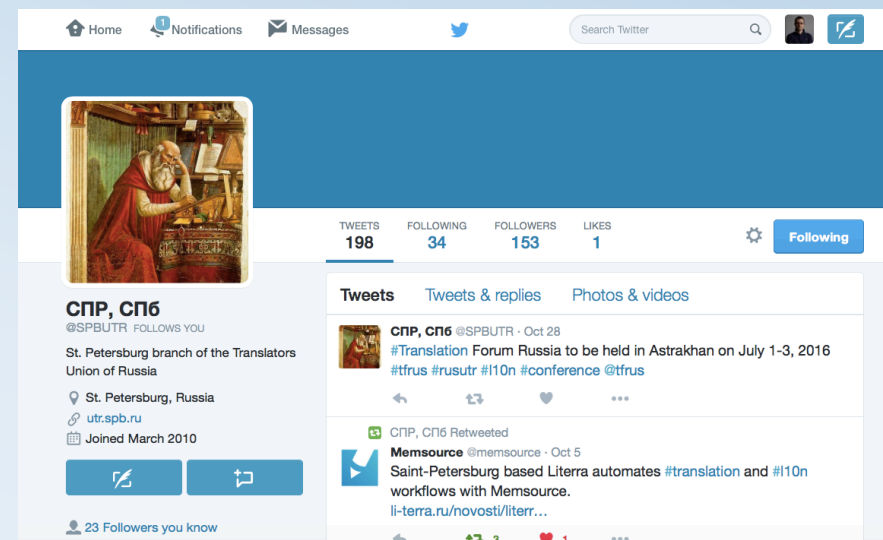 Home
1
Notifications
Messages
Search Twitter
TWEETS
198
FOLLOWING
34
FOLLOWERS
153
LIKES
1
Following
СПР, СПб
@SPBUTR FOLLOWS YOU
St. Petersburg branch of the Translators
Union of Russia
St. Petersburg, Russia
utr.spb.ru
Joined March 2010
23 Followers you know
Tweets
Tweets & replies
Photos & videos
СПР, СПб @SPBUTR · Oct 28
#Translation Forum Russia to be held in Astrakhan on July 1-3, 2016
#tfrus #rusutr #l10n #conference @tfrus
СПР, СПб Retweeted
Memsource @memsource · Oct 5
Saint-Petersburg based Literra automates #translation and #l10n
workflows with Memsource.
li-terra.ru/novosti/literr…
3
1